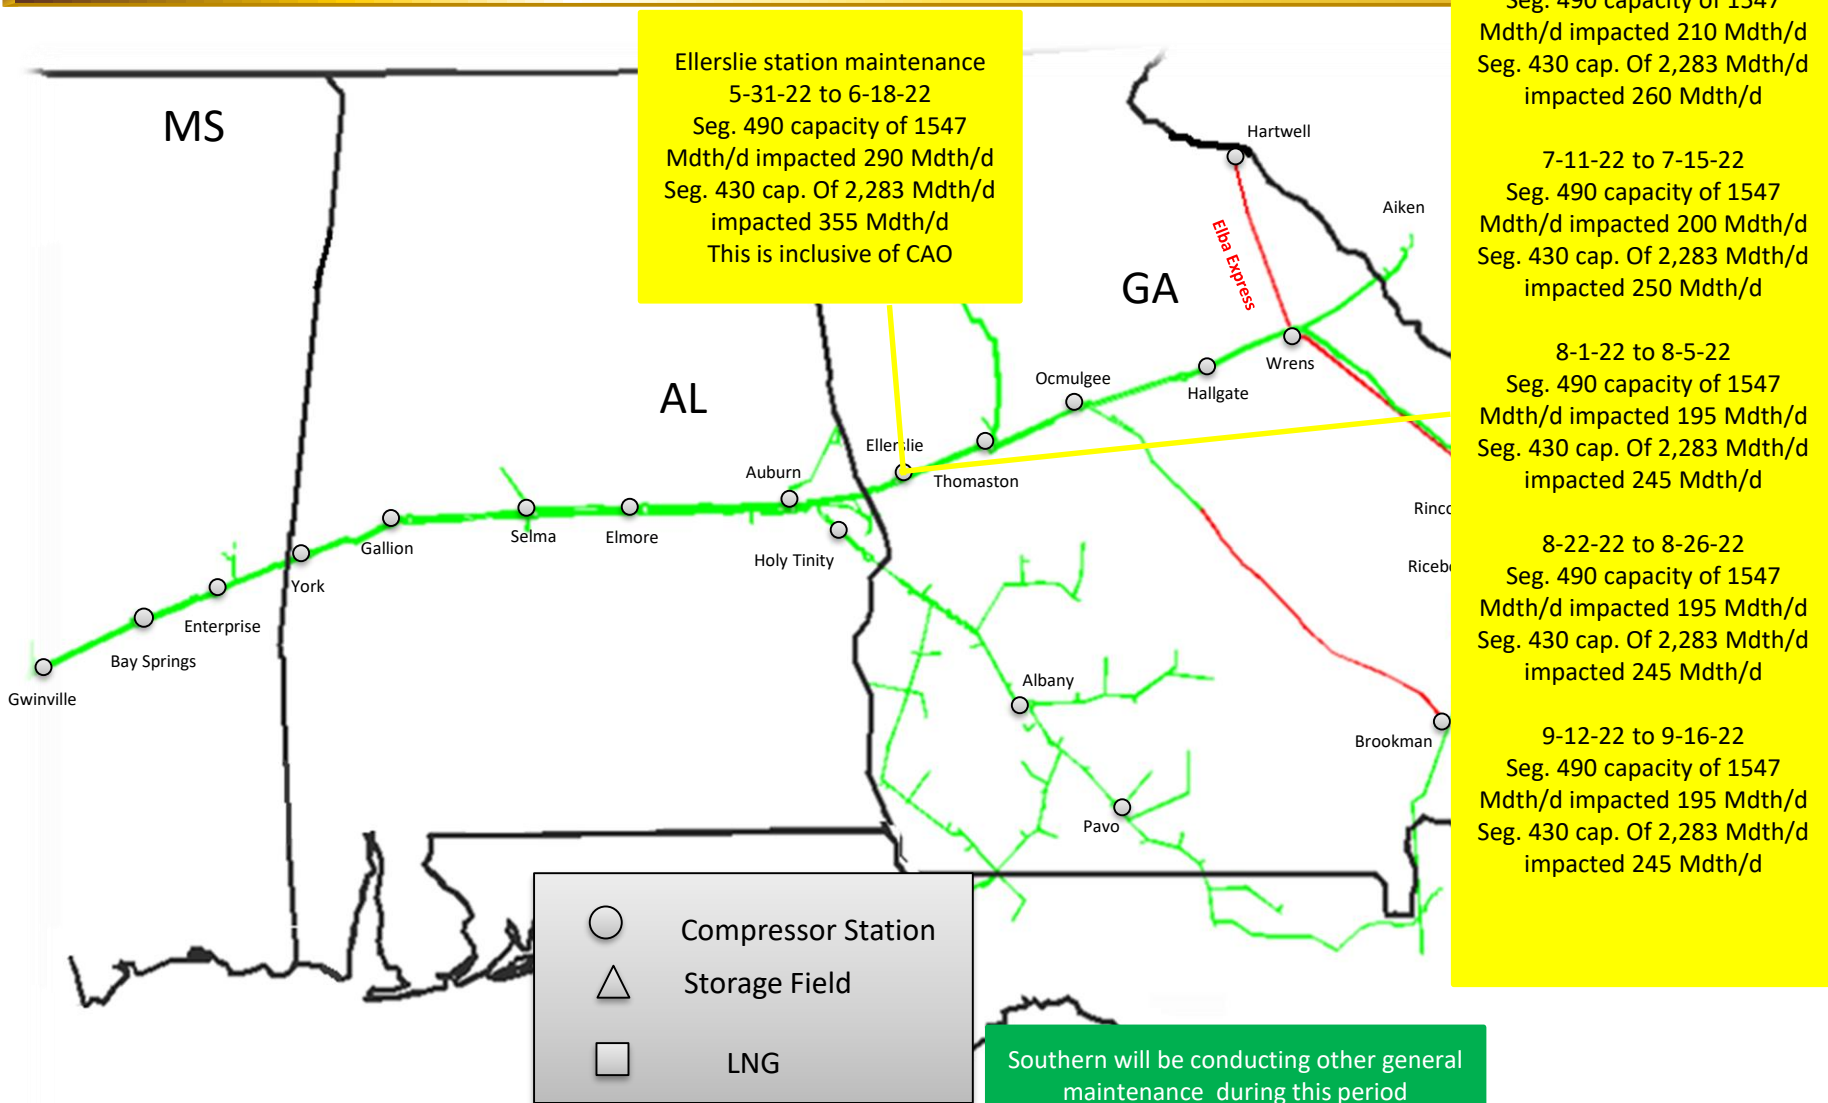 Ellerslie station maintenance
5-31-22 to 6-18-22
Seg. 490 capacity of 1547
Mdth/d impacted 290 Mdth/d
Seg. 430 cap. Of 2,283 Mdth/d
impacted 355 Mdth/d
This is inclusive of CAO
Seg. 490 capacity of 1547
Mdth/d impacted 210 Mdth/d
Seg. 430 cap. Of 2,283 Mdth/d
impacted 260 Mdth/d
7-11-22 to 7-15-22
Seg. 490 capacity of 1547
Mdth/d impacted 200 Mdth/d
Seg. 430 cap. Of 2,283 Mdth/d
impacted 250 Mdth/d
8-1-22 to 8-5-22
Seg. 490 capacity of 1547
Mdth/d impacted 195 Mdth/d
Seg. 430 cap. Of 2,283 Mdth/d
impacted 245 Mdth/d
8-22-22 to 8-26-22
Seg. 490 capacity of 1547
Mdth/d impacted 195 Mdth/d
Seg. 430 cap. Of 2,283 Mdth/d
impacted 245 Mdth/d
9-12-22 to 9-16-22
Seg. 490 capacity of 1547
Mdth/d impacted 195 Mdth/d
Seg. 430 cap. Of 2,283 Mdth/d
impacted 245 Mdth/d
MS
AL
GA
Hartwell
Aiken
Elba Express
Wrens
Hallgate
Ocmulgee
Ellerslie
Thomaston
Auburn
Holy Tinity
Elmore
Selma
Gallion
York
Enterprise
Bay Springs
Gwinville
Albany
Pavo
Brookman
Compressor Station
Storage Field
LNG
Southern will be conducting other general
maintenance during this period